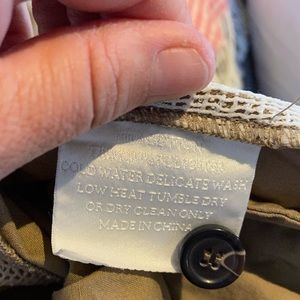 COLD WATER DELICATE WASH
LOW HEAT TUMBLE DRY
OR DRY CLEAN ONLY
MADE IN CHINA